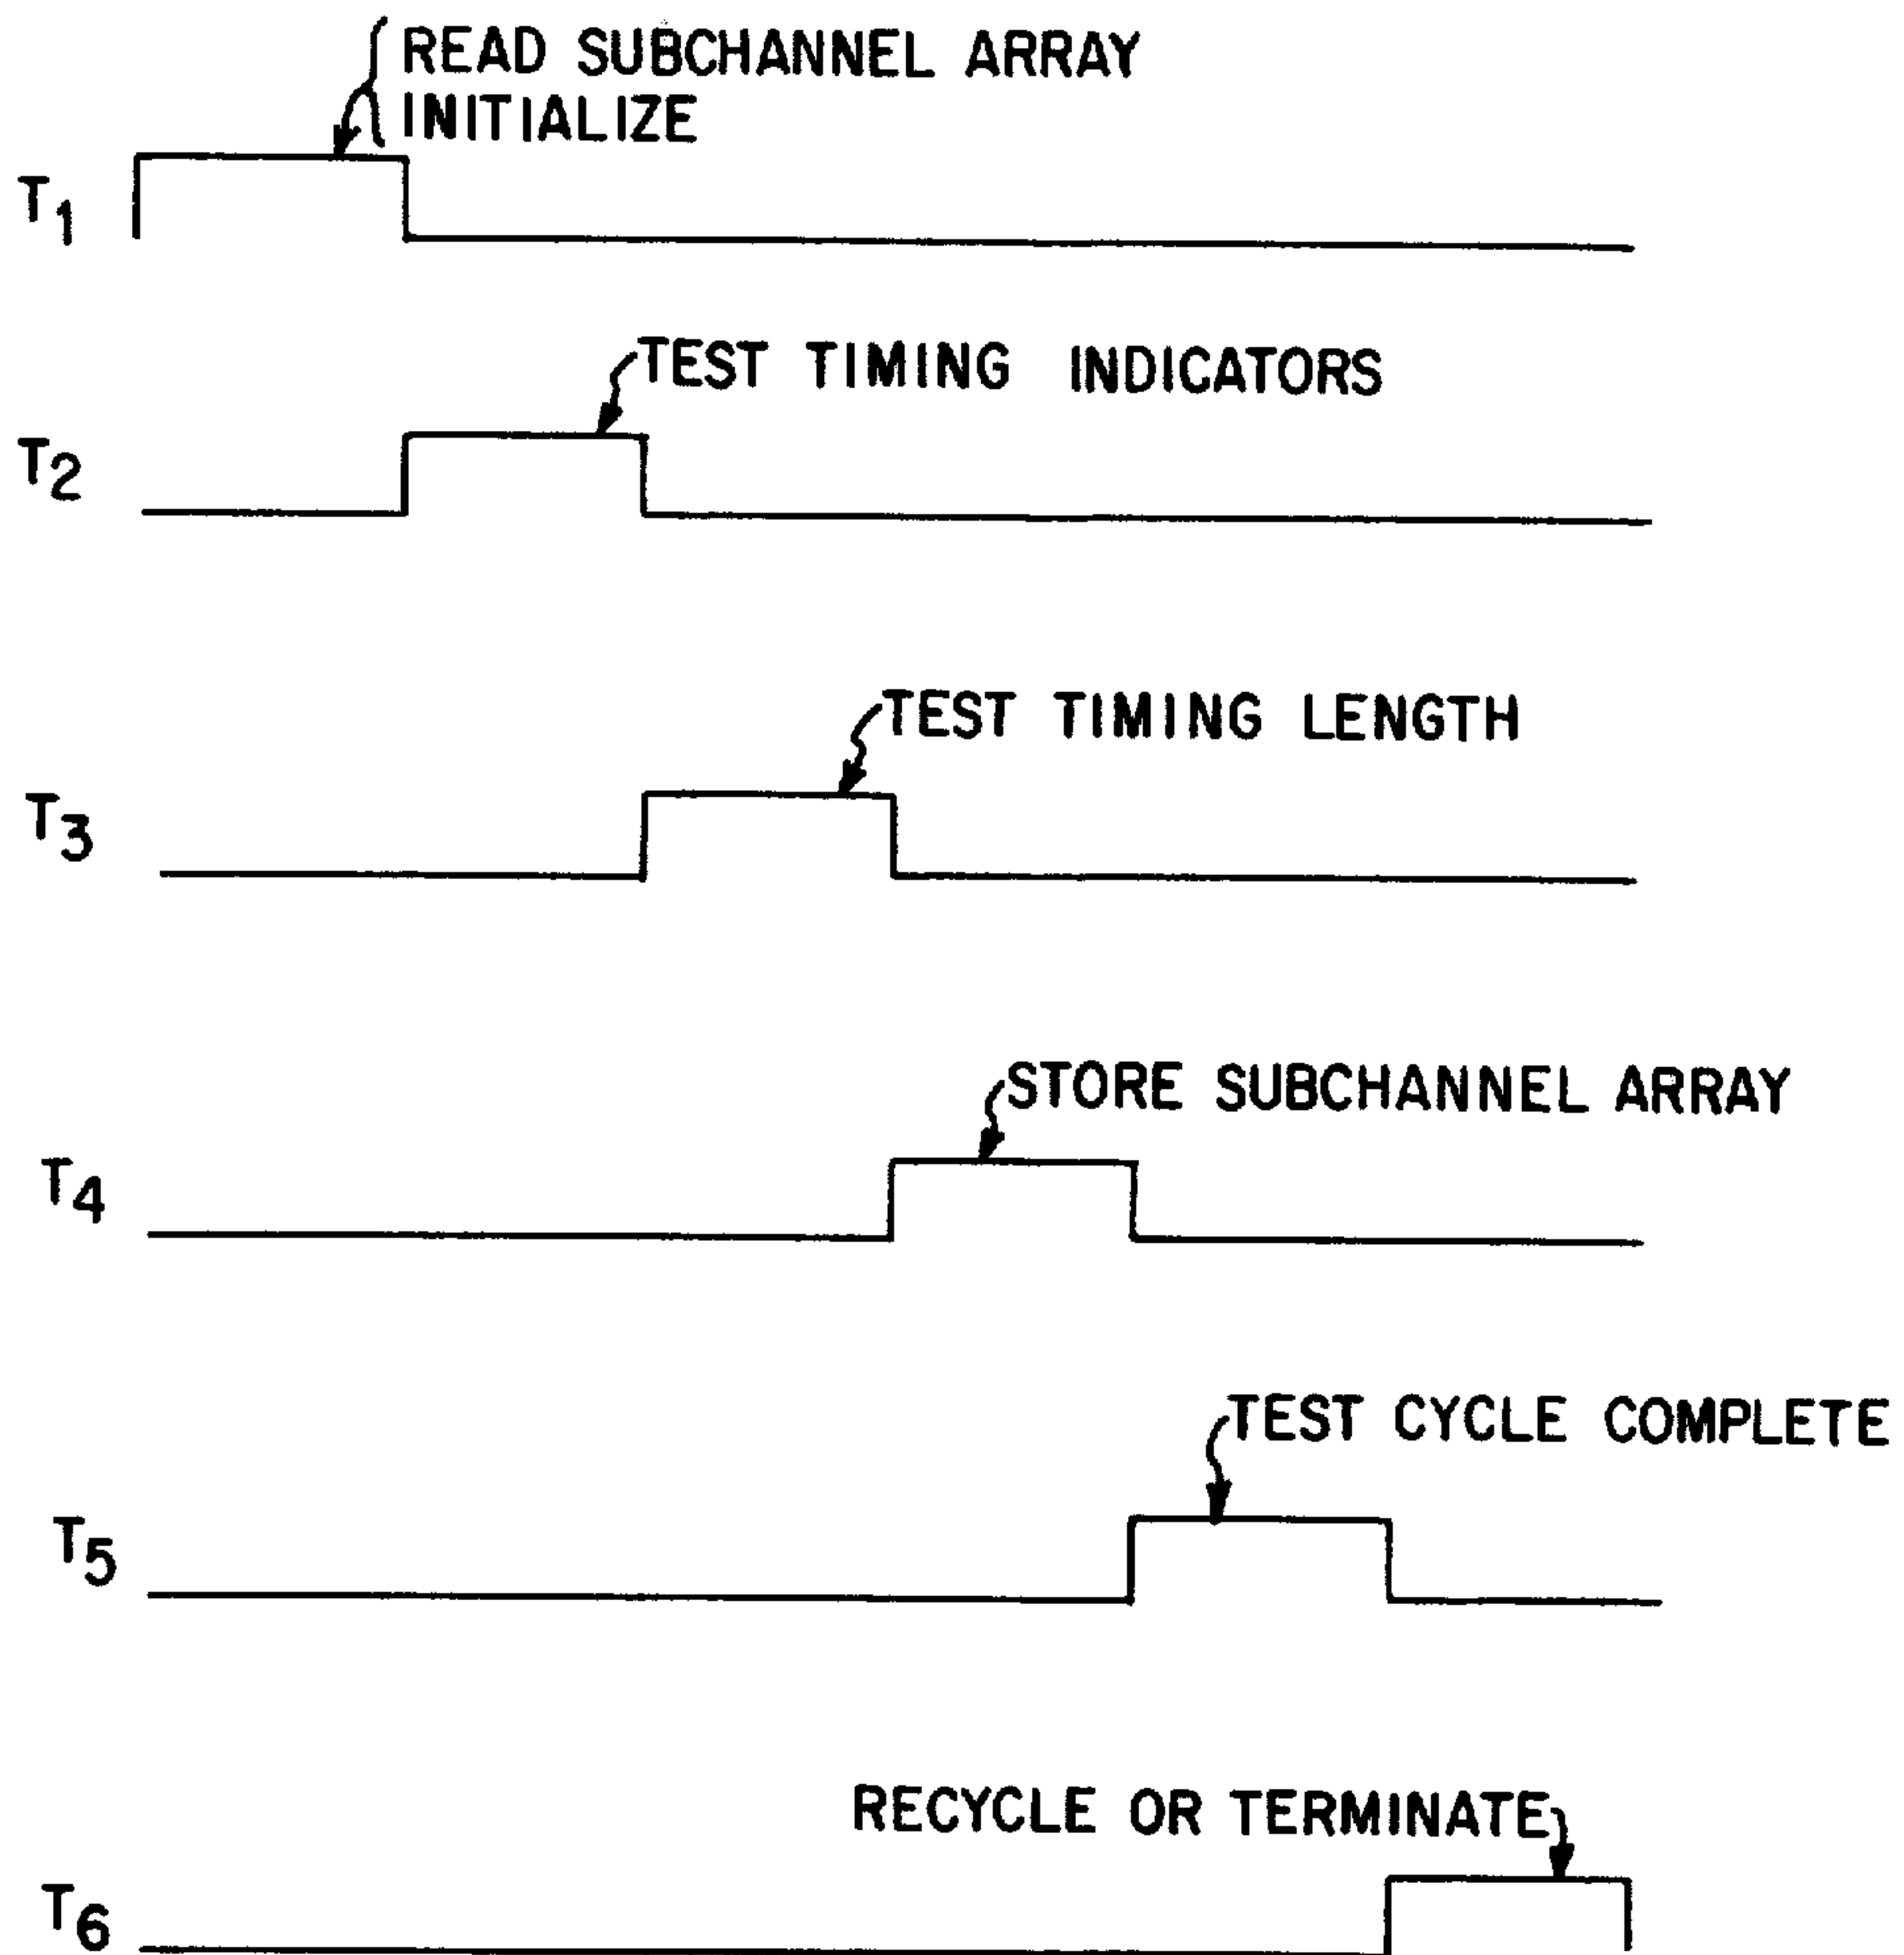 READ SUBCHANNEL ARRAY
INITIALIZE
T1
TEST TIMING INDICATORS
T2
TEST TIMING LENGTH
T3
STORE SUBCHANNEL ARRAY
T4
TEST CYCLE COMPLETE
T5
RECYCLE OR TERMINATE
T6